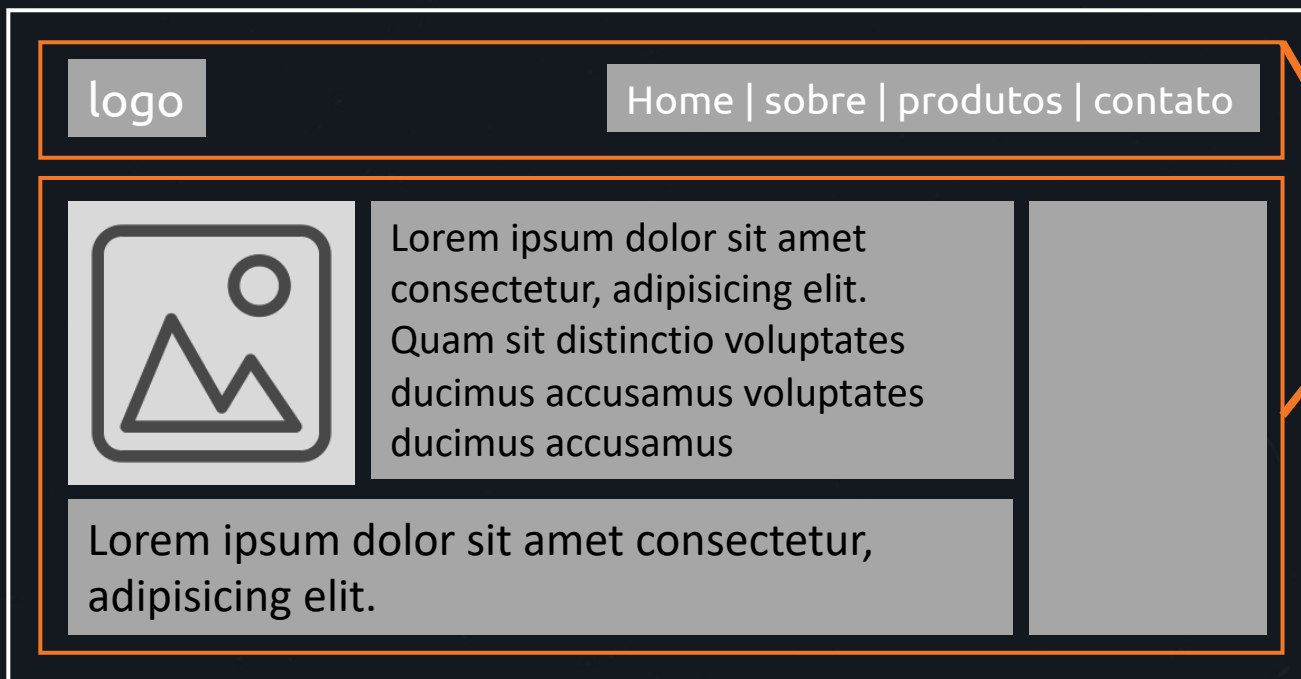 logo
Home | sobre | produtos | contato
Lorem ipsum dolor sit amet
consectetur, adipisicing elit.
Quam sit distinctio voluptates
ducimus accusamus voluptates
ducimus accusamus
Lorem ipsum dolor sit amet consectetur,
adipisicing elit.